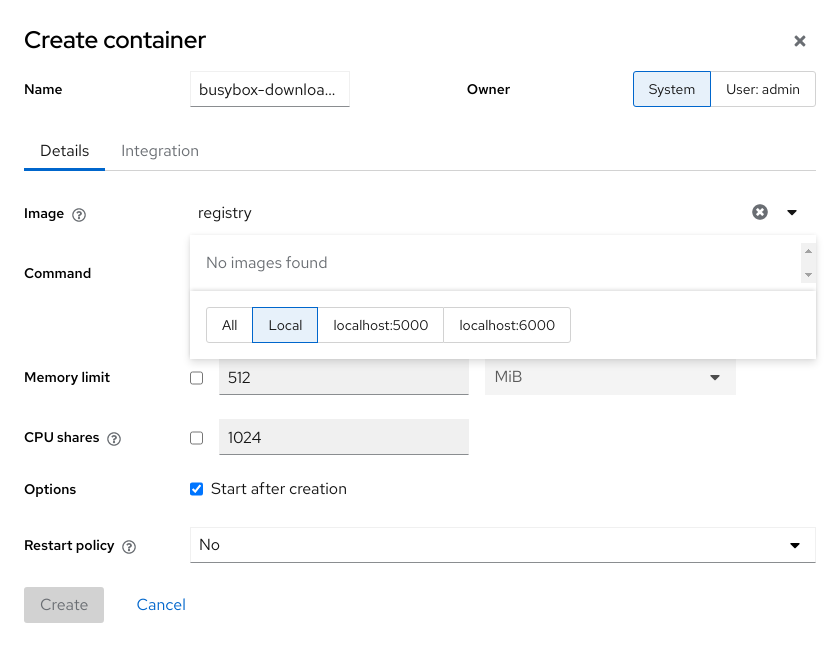 Create container
Name
busybox-downloa...
Owner
System
User: admin
Details
Integration
Image
registry
No images found
Command
All
Local
localhost:5000
localhost:6000
Memory limit
512
MiB
CPU shares
1024
Options
Start after creation
Restart policy
No
Create
Cancel